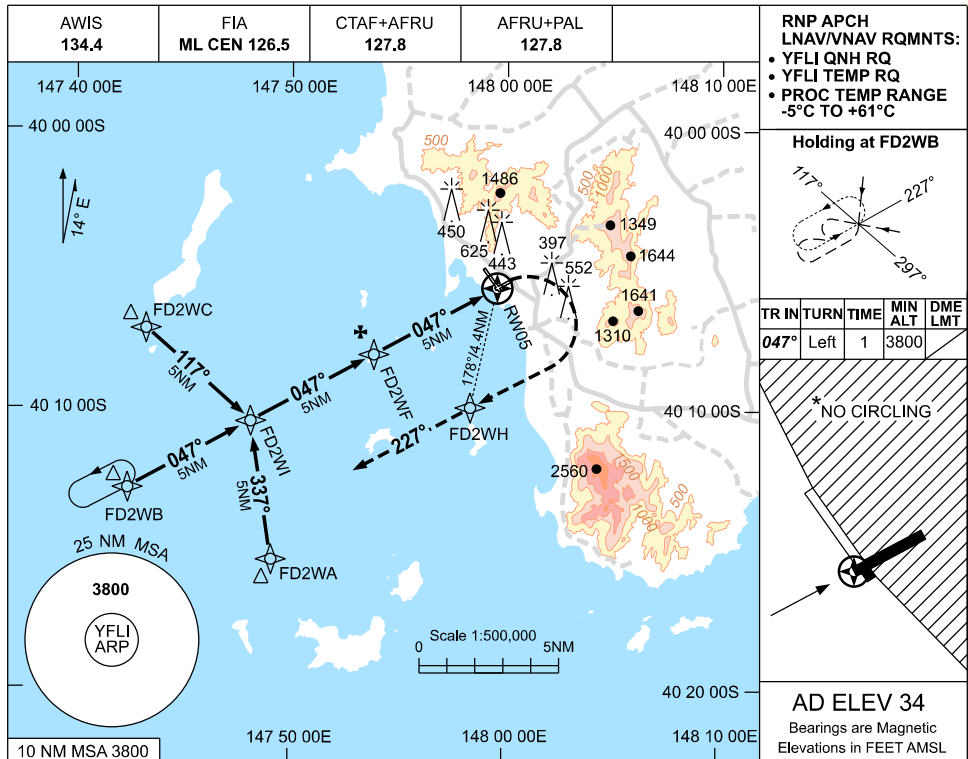 AWIS
134.4
FIA
ML CEN 126.5
CTAF+AFRU
127.8
AFRU+PAL
127.8
RNP APCH
LNAV/VNAV RQMNTS:
• YFLI QNH RQ
• YFLI TEMP RQ
• PROC TEMP RANGE
-5°C TO +61°C
147 40 00E
147 50 00E
148 00 00E
148 10 00E
40 00 00S
40 00 00S
14° E
500
1486
450
625
443
397
552
500
1000
1349
1644
1641
1310
FD2WC
117°
5NM
047°
5NM
RW05
178°/4.4NM
047°
5NM
FD2WF
40 10 00S
40 10 00S
FD2WI
FD2WH
227°
047°
5NM
337°
5NM
FD2WB
FD2WA
2560
500
1000
500
25 NM MSA
3800
YFLI
ARP
Scale 1:500,000
0
5NM
40 20 00S
147 50 00E
148 00 00E
148 10 00E
10 NM MSA 3800
Holding at FD2WB
117°
227°
297°
TR IN TURN TIME MIN ALT DME LMT
047° Left 1 3800
*NO CIRCLING
AD ELEV 34
Bearings are Magnetic
Elevations in FEET AMSL